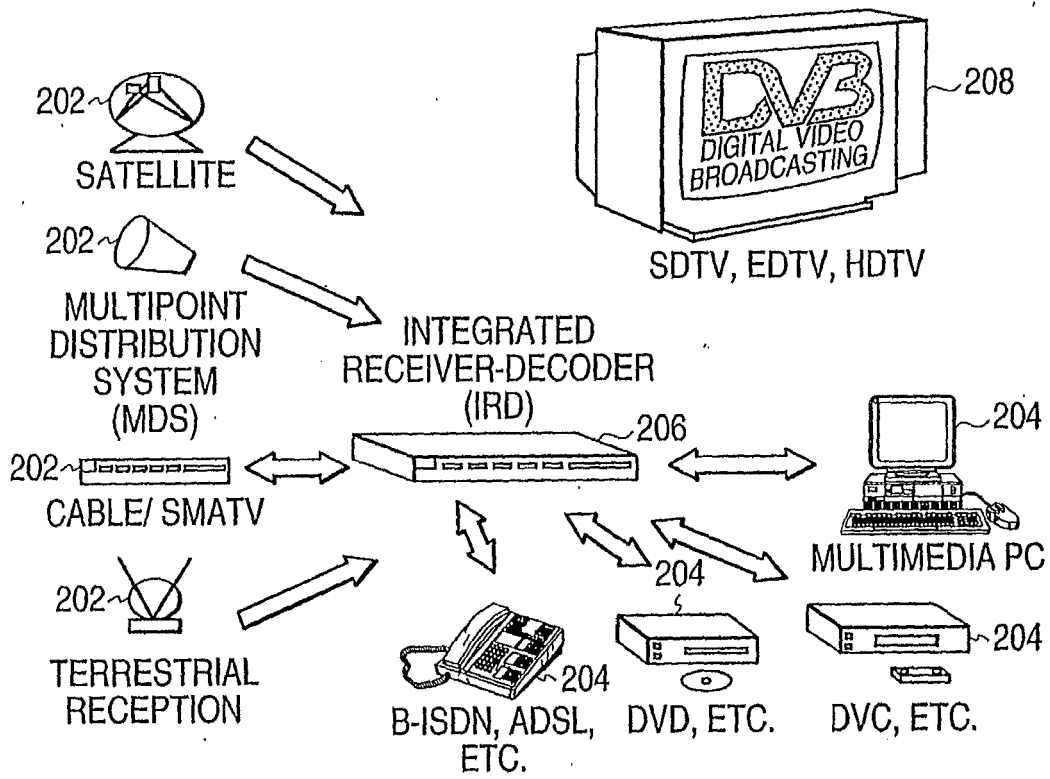 202
SATELLITE
202
MULTIPOINT
DISTRIBUTION
SYSTEM
(MDS)
202
CABLE/ SMATV
202
TERRESTRIAL
RECEPTION
DVB
DIGITAL VIDEO
BROADCASTING
208
SDTV, EDTV, HDTV
INTEGRATED
RECEIVER-DECODER
(IRD)
206
204
MULTIMEDIA PC
204
B-ISDN, ADSL,
ETC.
204
DVD, ETC.
204
DVC, ETC.